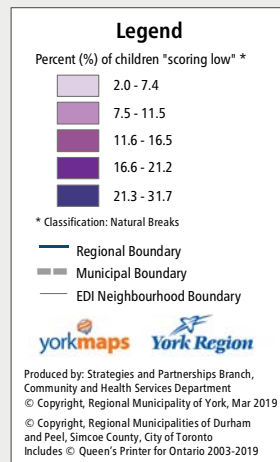 Legend
Percent (%) of children "scoring low" *
2.0 - 7.4
7.5 - 11.5
11.6 - 16.5
16.6 - 21.2
21.3 - 31.7
* Classification: Natural Breaks
Regional Boundary
Municipal Boundary
EDI Neighbourhood Boundary
yorkmaps York Region
Produced by: Strategies and Partnerships Branch,
Community and Health Services Department
© Copyright, Regional Municipality of York, Mar 2019
© Copyright, Regional Municipalities of Durham
and Peel, Simcoe County, City of Toronto
Includes © Queen's Printer for Ontario 2003-2019